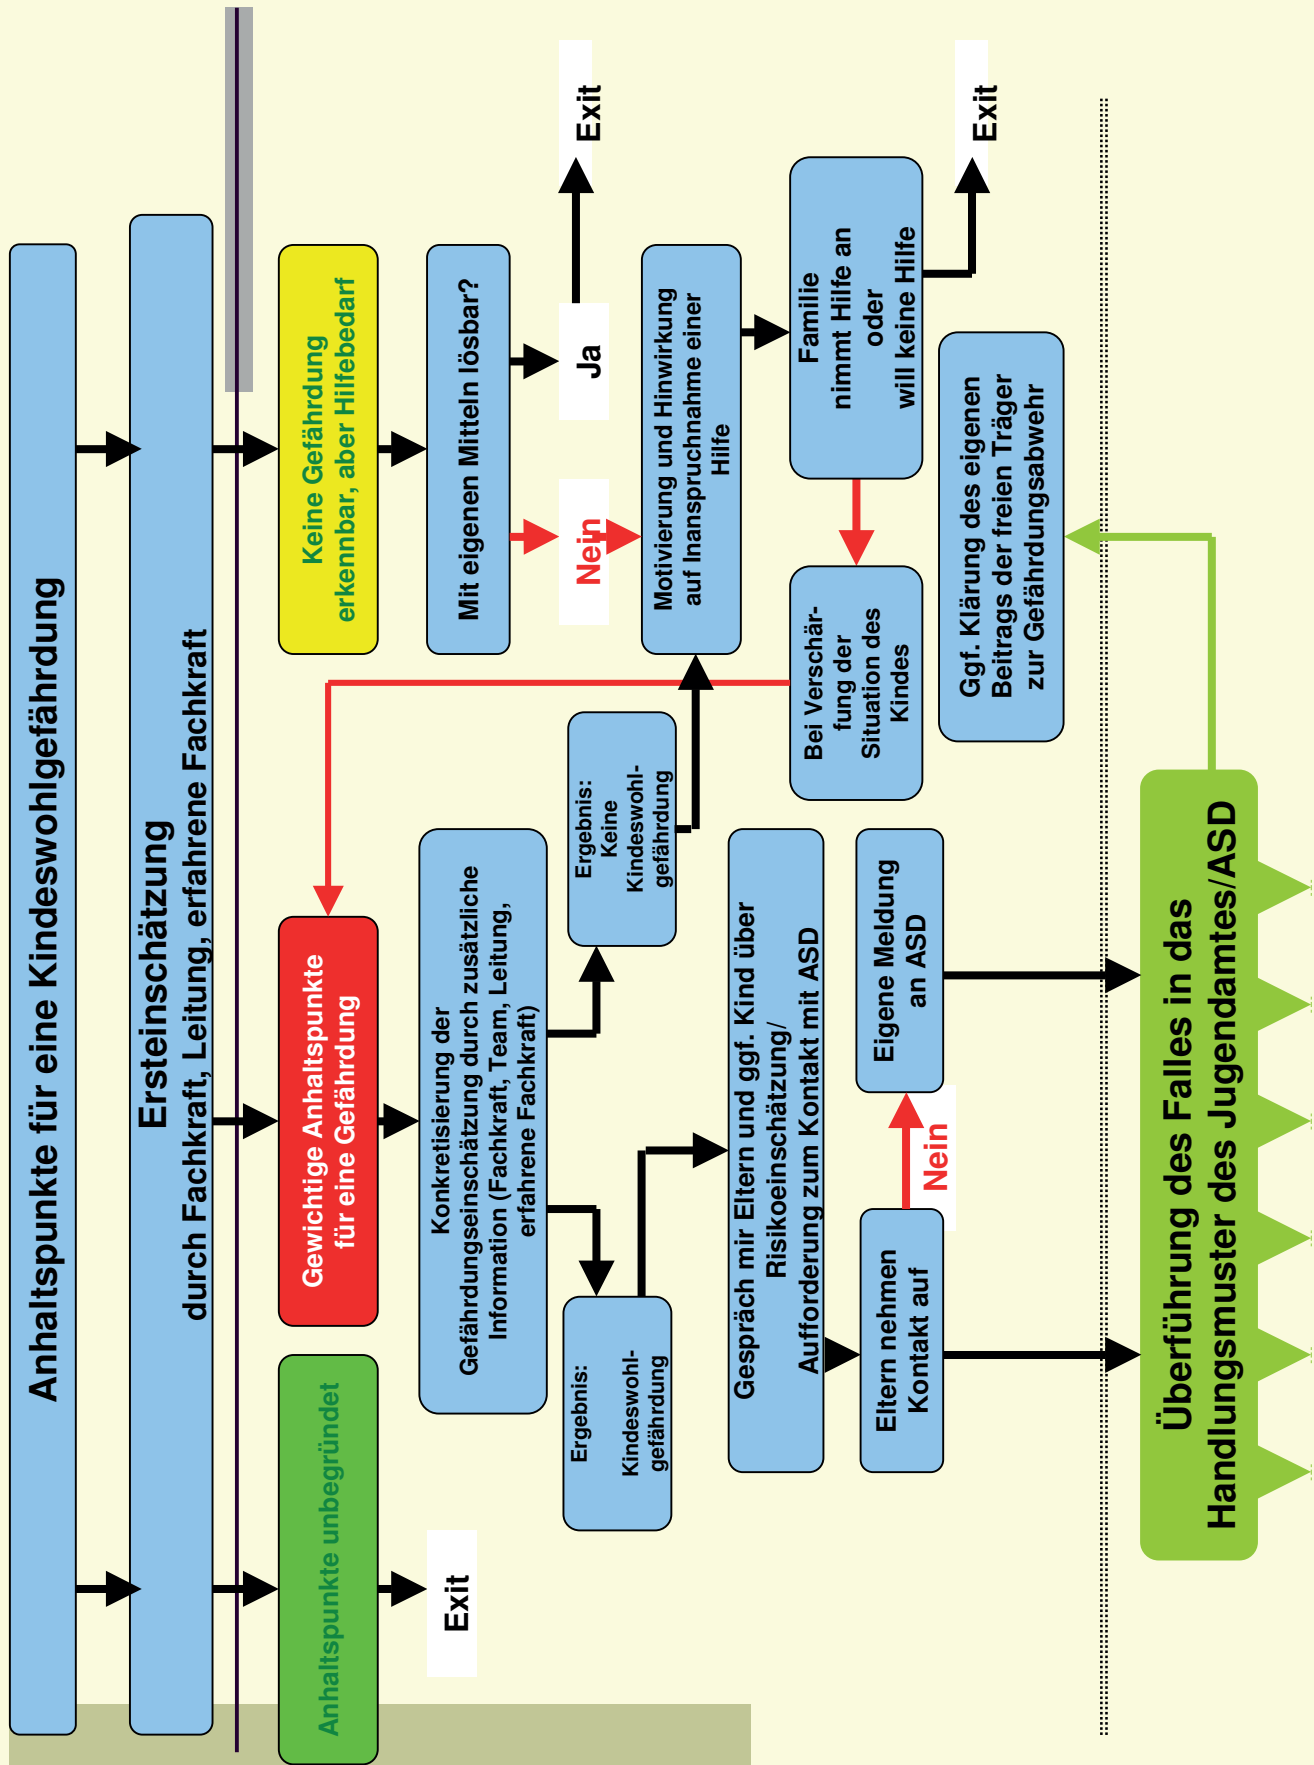 Anhaltspunkte für eine Kindeswohlgefährdung
Ersteinschätzung
durch Fachkraft, Leitung, erfahrene Fachkraft
Anhaltspunkte unbegründet
Exit
Gewichtige Anhaltspunkte
für eine Gefährdung
Keine Gefährdung
erkennbar, aber Hilfebedarf
Konkretisierung der
Gefährdungseinschätzung durch zusätzliche
Information (Fachkraft, Team, Leitung,
erfahrene Fachkraft)
Mit eigenen Mitteln lösbar?
Nein
Ja
Exit
Ergebnis:
Kindeswohl-
gefährdung
Ergebnis:
Keine
Kindeswohl-
gefährdung
Motivierung und Hinwirkung
auf Inanspruchnahme einer
Hilfe
Gespräch mir Eltern und ggf. Kind über
Risikoeinschätzung/
Aufforderung zum Kontakt mit ASD
Bei Verschär-
fung der
Situation des
Kindes
Familie
nimmt Hilfe an
oder
will keine Hilfe
Exit
Eltern nehmen
Kontakt auf
Nein
Eigene Meldung
an ASD
Ggf. Klärung des eigenen
Beitrags der freien Träger
zur Gefährdungsabwehr
Überführung des Falles in das
Handlungsmuster des Jugendamtes/ASD